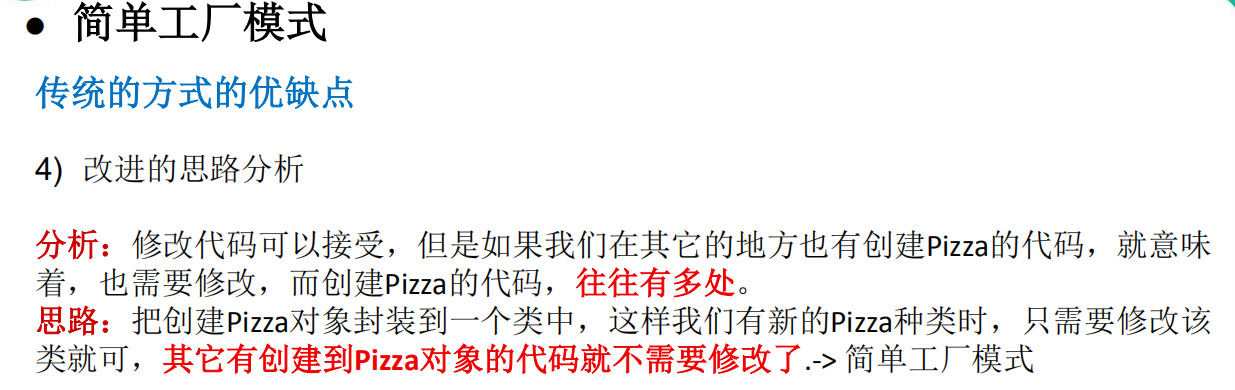 ● 简单工厂模式
传统的方式的优缺点
4) 改进的思路分析
分析：修改代码可以接受，但是如果我们在其它的地方也有创建Pizza的代码，就意味
着，也需要修改，而创建Pizza的代码，往往有多处。
思路：把创建Pizza对象封装到一个类中，这样我们有新的Pizza种类时，只需要修改该
类就可，其它有创建到Pizza对象的代码就不需要修改了.-> 简单工厂模式